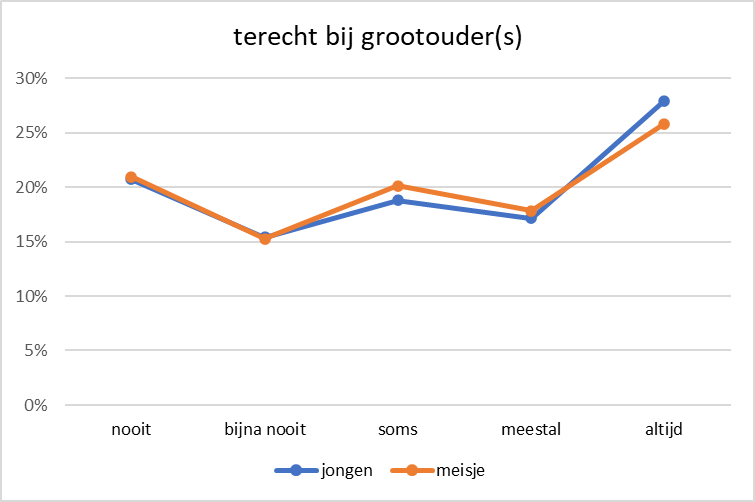 terecht bij grootouder(s)
30%
25%
20%
15%
10%
5%
0%
nooit bijna nooit soms meestal altijd
jongen meisje